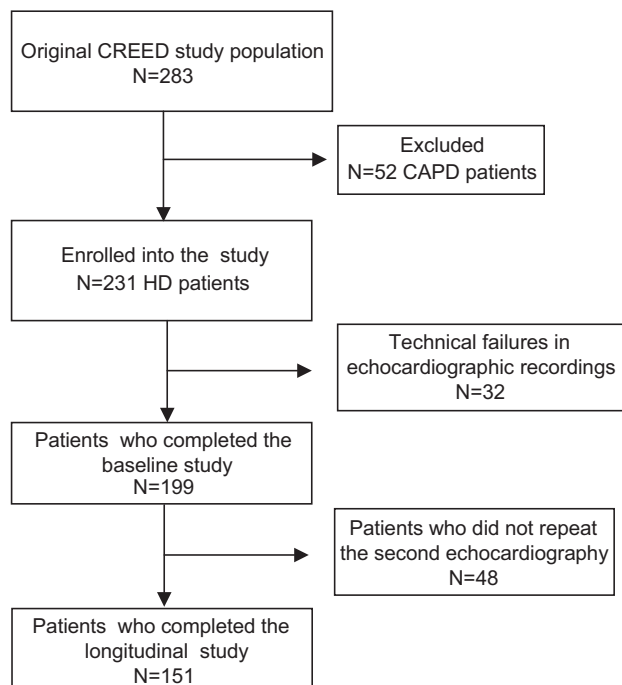 Original CREED study population
N=283
Excluded
N=52 CAPD patients
Enrolled into the study
N=231 HD patients
Technical failures in
echocardiographic recordings
N=32
Patients who completed the
baseline study
N=199
Patients who did not repeat
the second echocardiography
N=48
Patients who completed the
longitudinal study
N=151